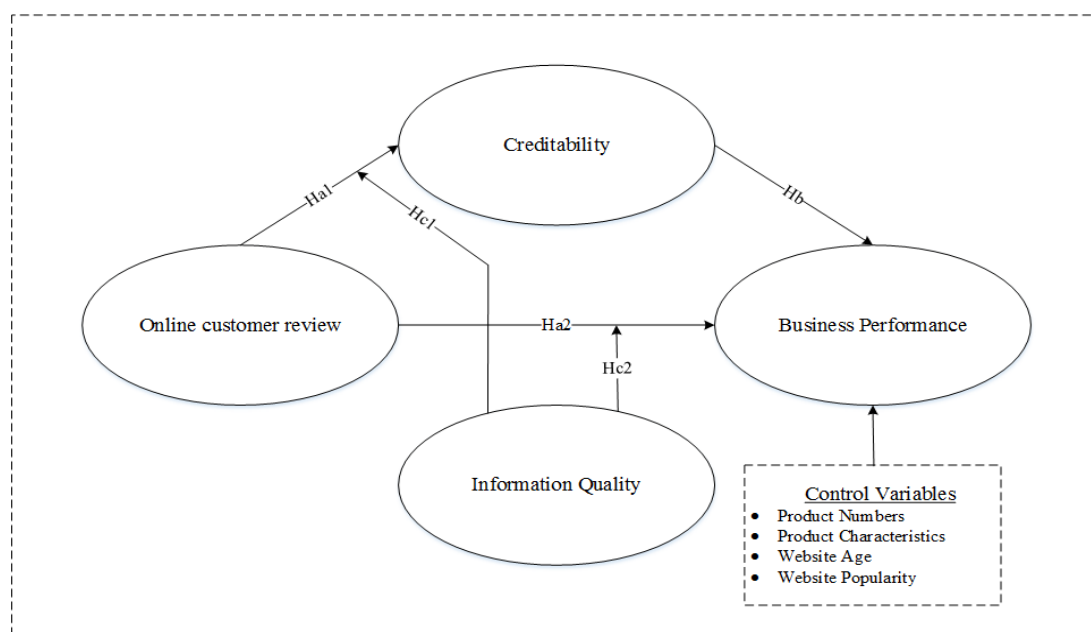 Creditability
Ha1
Hc1
Hb
Online customer review
Ha2
Business Performance
Hc2
Information Quality
Control Variables
● Product Numbers
● Product Characteristics
● Website Age
● Website Popularity